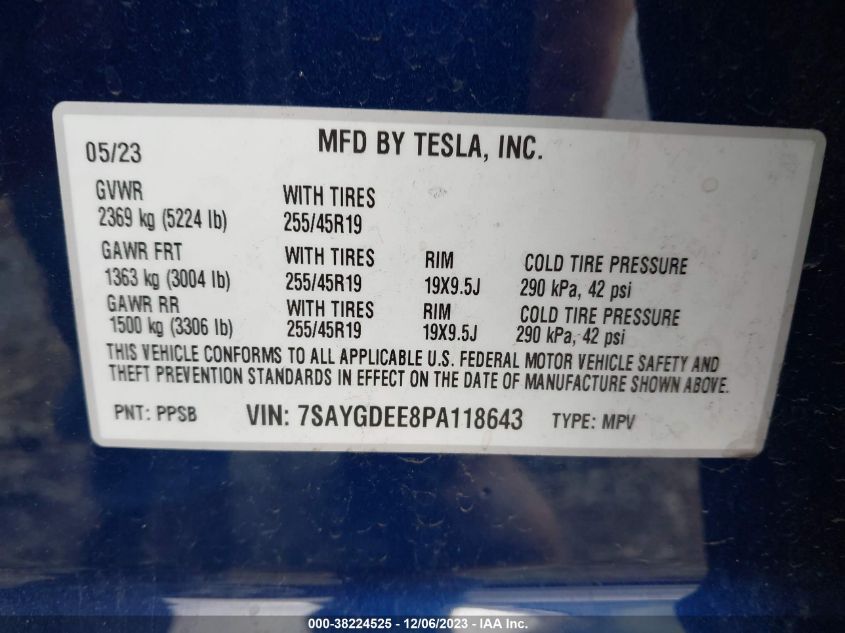 05/23 MFD BY TESLA, INC.
GVWR WITH TIRES
2369 kg (5224 lb) 255/45R19
GAWR FRT WITH TIRES RIM COLD TIRE PRESSURE
1363 kg (3004 lb) 255/45R19 19X9.5J 290 kPa, 42 psi
GAWR RR WITH TIRES RIM COLD TIRE PRESSURE
1500 kg (3306 lb) 255/45R19 19X9.5J 290 kPa, 42 psi
THIS VEHICLE CONFORMS TO ALL APPLICABLE U.S. FEDERAL MOTOR VEHICLE SAFETY AND
THEFT PREVENTION STANDARDS IN EFFECT ON THE DATE OF MANUFACTURE SHOWN ABOVE.
PNT: PPSB VIN: 7SAYGDEE8PA118643 TYPE: MPV
000-38224525 - 12/06/2023 - IAA Inc.